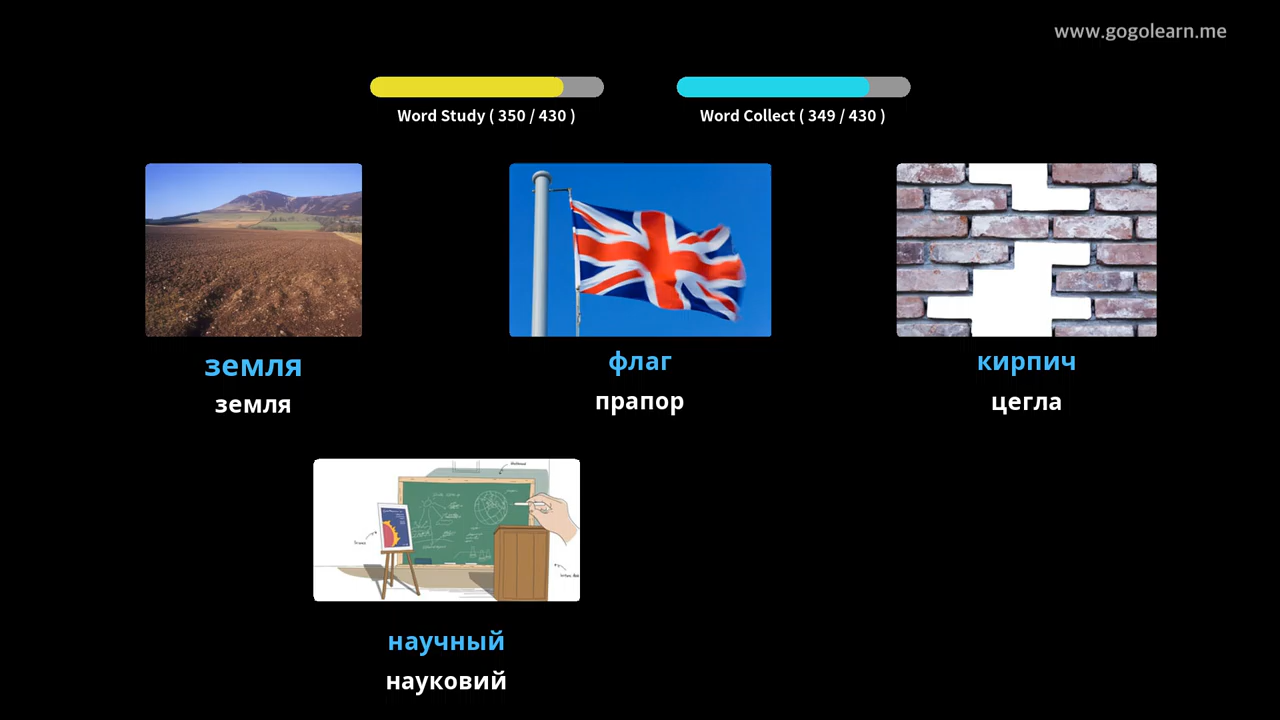 www.gogolearn.me
Word Study ( 350 / 430 )
Word Collect ( 349 / 430 )
земля
земля
флаг
прапор
кирпич
цегла
научный
науковий